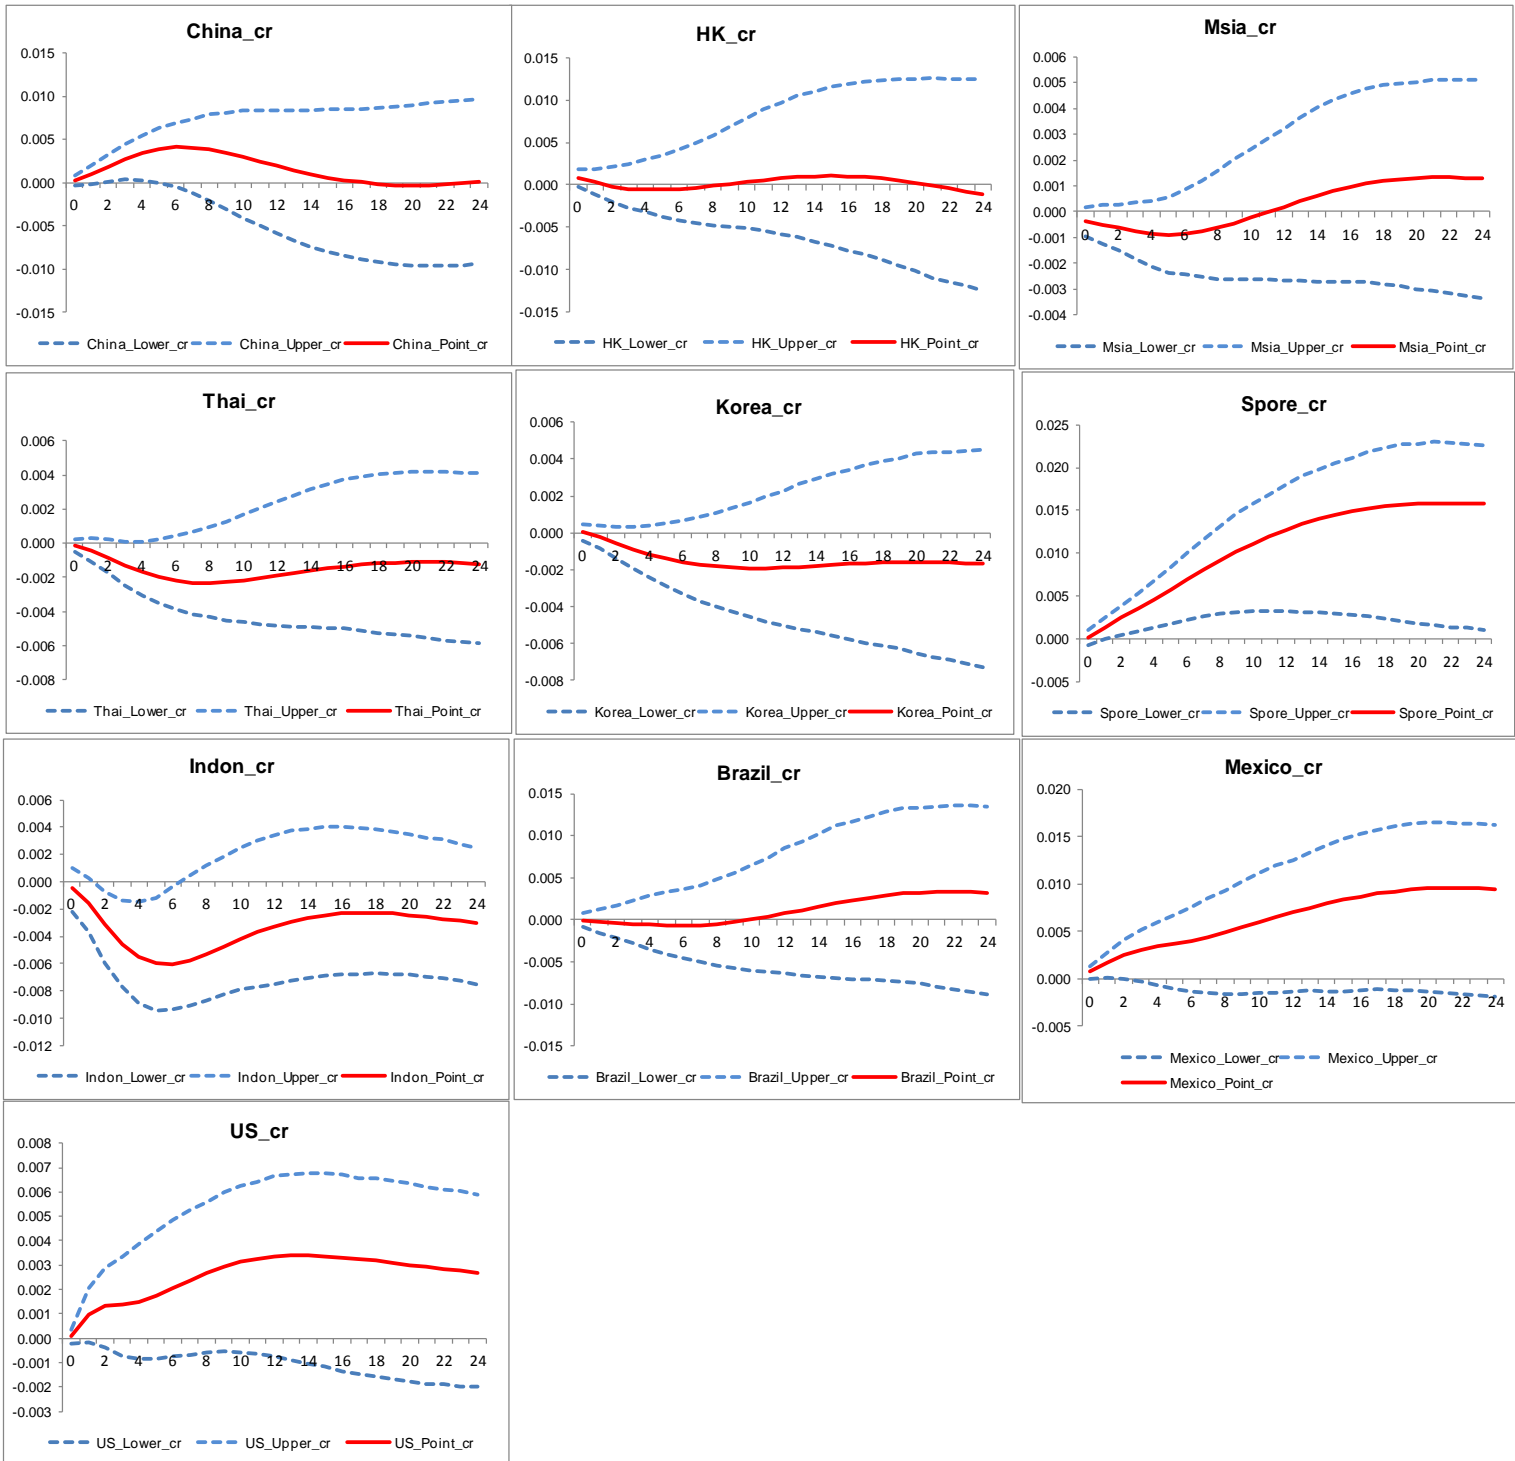 China_cr
0.015
0.010
0.005
0.000
-0.005
-0.010
-0.015
0 2 4 6 8 10 12 14 16 18 20 22 24
China_Lower_cr China_Upper_cr China_Point_cr
HK_cr
0.015
0.010
0.005
0.000
-0.005
-0.010
-0.015
0 2 4 6 8 10 12 14 16 18 20 22 24
HK_Lower_cr HK_Upper_cr HK_Point_cr
Msia_cr
0.006
0.005
0.004
0.003
0.002
0.001
0.000
-0.001
-0.002
-0.003
-0.004
0 2 4 6 8 10 12 14 16 18 20 22 24
Msia_Lower_cr Msia_Upper_cr Msia_Point_cr
Thai_cr
0.006
0.004
0.002
0.000
-0.002
-0.004
-0.006
-0.008
0 2 4 6 8 10 12 14 16 18 20 22 24
Thai_Lower_cr Thai_Upper_cr Thai_Point_cr
Korea_cr
0.006
0.004
0.002
0.000
-0.002
-0.004
-0.006
-0.008
0 2 4 6 8 10 12 14 16 18 20 22 24
Korea_Lower_cr Korea_Upper_cr Korea_Point_cr
Spore_cr
0.025
0.020
0.015
0.010
0.005
0.000
-0.005
0 2 4 6 8 10 12 14 16 18 20 22 24
Spore_Lower_cr Spore_Upper_cr Spore_Point_cr
Indon_cr
0.006
0.004
0.002
0.000
-0.002
-0.004
-0.006
-0.008
-0.010
-0.012
0 2 4 6 8 10 12 14 16 18 20 22 24
Indon_Lower_cr Indon_Upper_cr Indon_Point_cr
Brazil_cr
0.015
0.010
0.005
0.000
-0.005
-0.010
-0.015
0 2 4 6 8 10 12 14 16 18 20 22 24
Brazil_Lower_cr Brazil_Upper_cr Brazil_Point_cr
Mexico_cr
0.020
0.015
0.010
0.005
0.000
-0.005
0 2 4 6 8 10 12 14 16 18 20 22 24
Mexico_Lower_cr Mexico_Upper_cr
Mexico_Point_cr
US_cr
0.008
0.007
0.006
0.005
0.004
0.003
0.002
0.001
0.000
-0.001
-0.002
-0.003
0 2 4 6 8 10 12 14 16 18 20 22 24
US_Lower_cr US_Upper_cr US_Point_cr